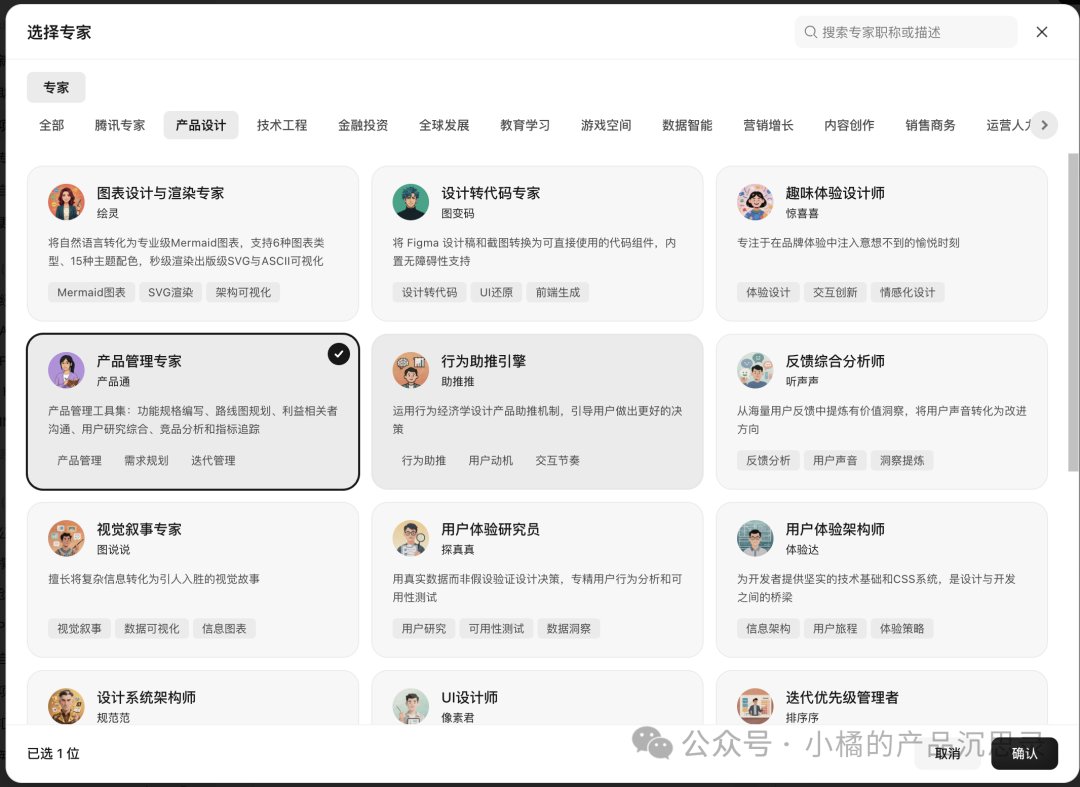 选择专家
搜索专家职称或描述
专家
全部 腾讯专家 产品设计 技术工程 金融投资 全球发展 教育学习 游戏空间 数据智能 营销增长 内容创作 销售商务 运营人力
图表设计与渲染专家
绘灵
将自然语言转化为专业级Mermaid图表，支持6种图表类
型、15种主题配色，秒级渲染出版级SVG与ASCII可视化
Mermaid图表 SVG渲染 架构可视化
设计转代码专家
图变码
将 Figma 设计稿和截图转换为可直接使用的代码组件，内
置无障碍性支持
设计转代码 UI还原 前端生成
趣味体验设计师
惊喜喜
专注于在品牌体验中注入意想不到的愉悦时刻
体验设计 交互创新 情感化设计
产品管理专家
产品通
产品管理工具集：功能规格编写、路线图规划、利益相关者
沟通、用户研究综合、竞品分析和指标追踪
产品管理 需求规划 迭代管理
行为助推引擎
助推推
运用行为经济学设计产品助推机制，引导用户做出更好的决
策
行为助推 用户动机 交互节奏
反馈综合分析师
听声声
从海量用户反馈中提炼有价值洞察，将用户声音转化为改进
方向
反馈分析 用户声音 洞察提炼
视觉叙事专家
图说说
擅长将复杂信息转化为引人入胜的视觉故事
视觉叙事 数据可视化 信息图表
用户体验研究员
探真真
用真实数据而非假设验证设计决策，专精用户行为分析和可
用性测试
用户研究 可用性测试 数据洞察
用户体验架构师
体验达
为开发者提供坚实的技术基础和CSS系统，是设计与开发
之间的桥梁
信息架构 用户旅程 体验策略
设计系统架构师
规范范
UI设计师
像素君
迭代优先级管理者
排序序
已选 1 位
公众号 · 小橘的产品沉思录
取消
确认